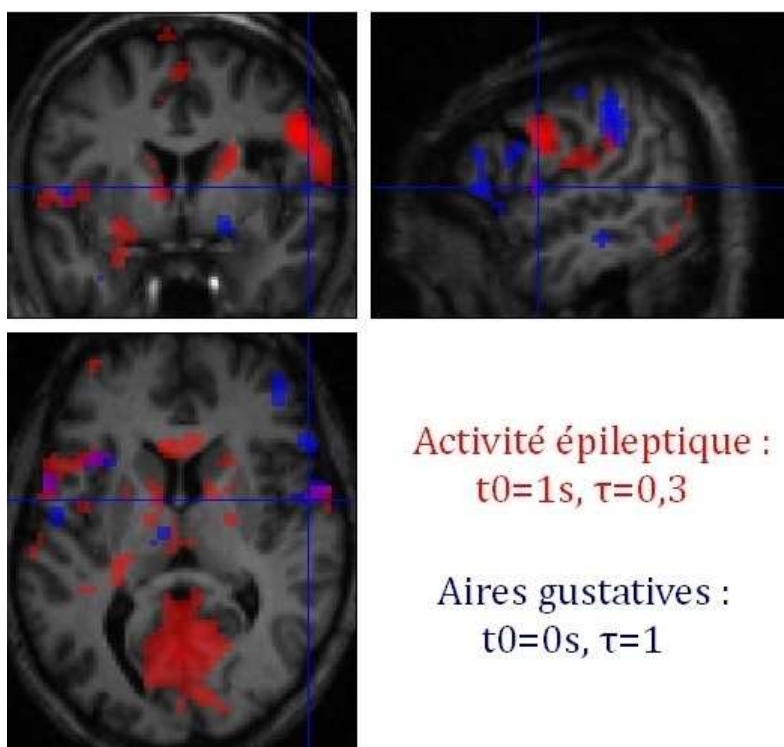 Activité épileptique :
t0=1s, τ=0,3
Aires gustatives :
t0=0s, τ=1